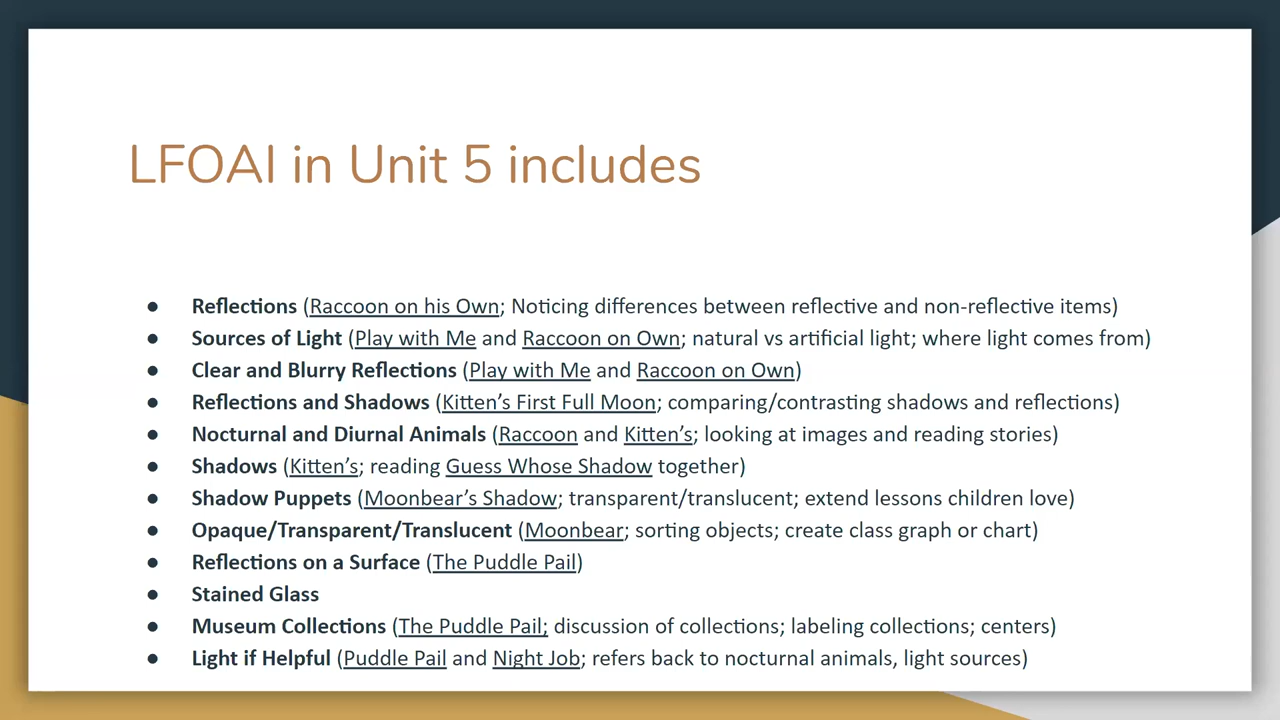 LFOAI in Unit 5 includes
● Reflections (Raccoon on his Own; Noticing differences between reflective and non-reflective items)
● Sources of Light (Play with Me and Raccoon on Own; natural vs artificial light; where light comes from)
● Clear and Blurry Reflections (Play with Me and Raccoon on Own)
● Reflections and Shadows (Kitten’s First Full Moon; comparing/contrasting shadows and reflections)
● Nocturnal and Diurnal Animals (Raccoon and Kitten’s; looking at images and reading stories)
● Shadows (Kitten’s; reading Guess Whose Shadow together)
● Shadow Puppets (Moonbear’s Shadow; transparent/translucent; extend lessons children love)
● Opaque/Transparent/Translucent (Moonbear; sorting objects; create class graph or chart)
● Reflections on a Surface (The Puddle Pail)
● Stained Glass
● Museum Collections (The Puddle Pail; discussion of collections; labeling collections; centers)
● Light if Helpful (Puddle Pail and Night Job; refers back to nocturnal animals, light sources)